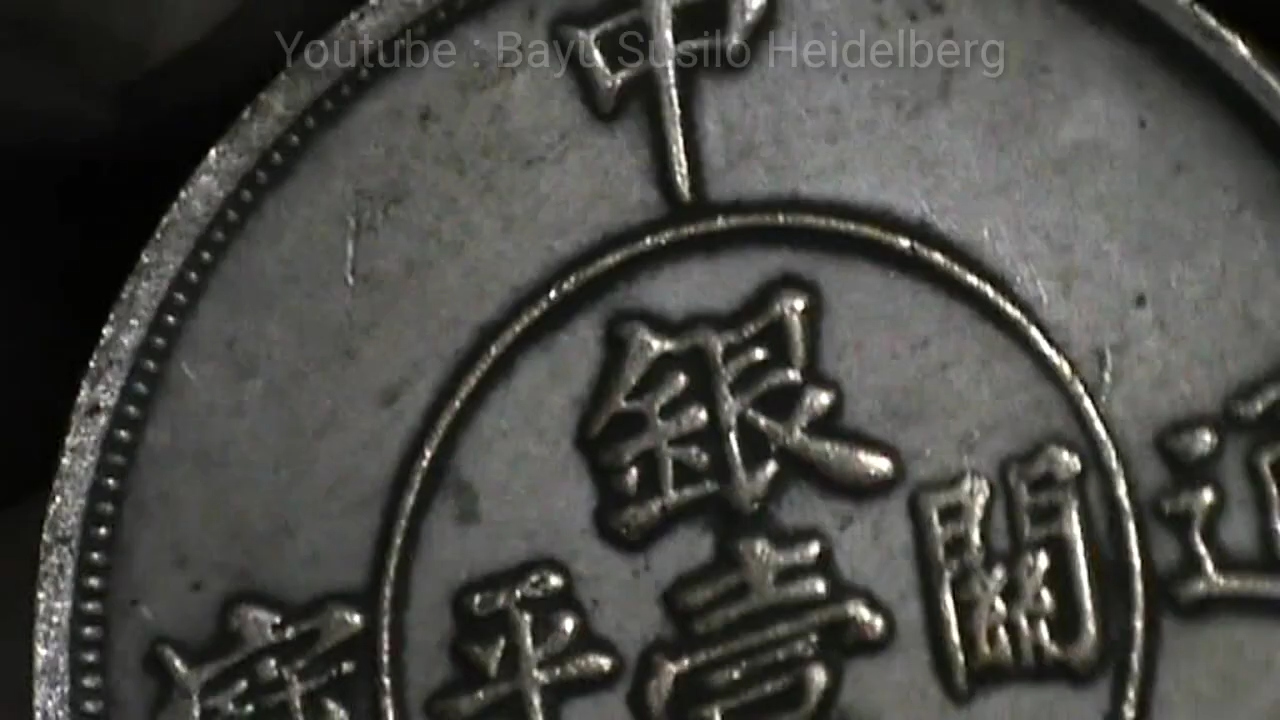 Youtube : Bayu Susilo Heidelberg
中
銀
關
平
壹